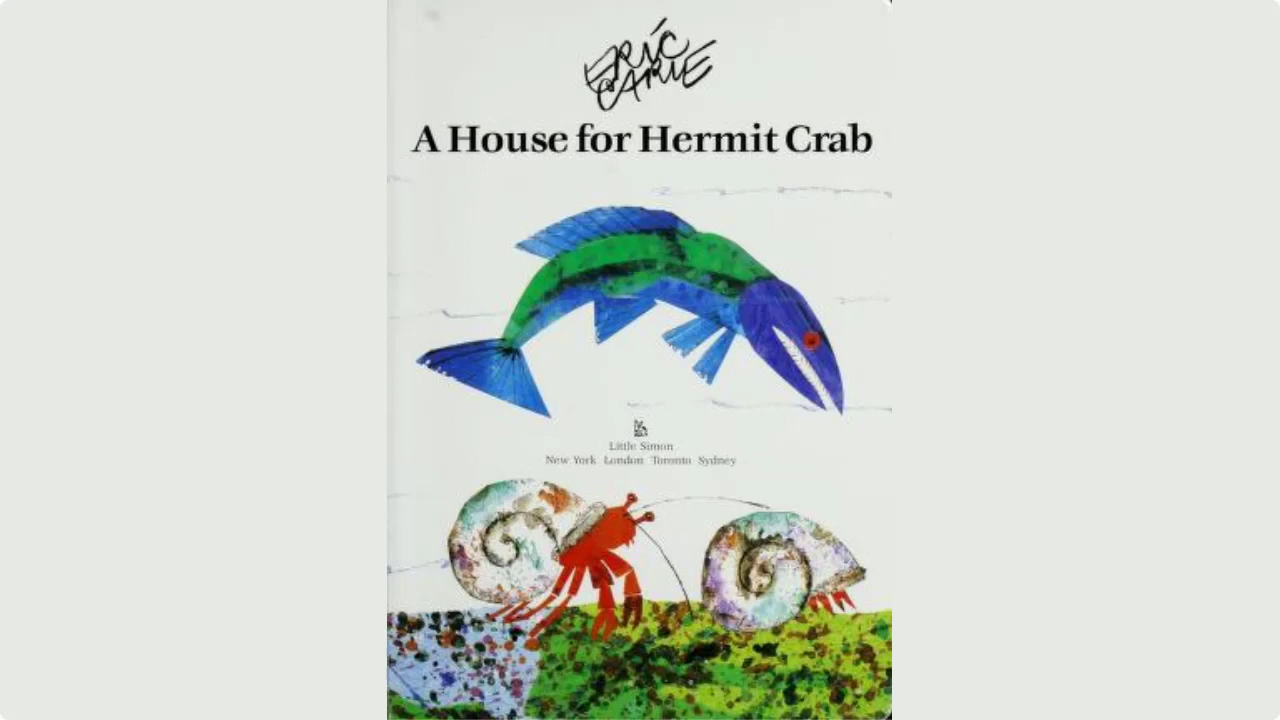 ERIC
CARLE
A House for Hermit Crab
Little Simon
New York London Toronto Sydney